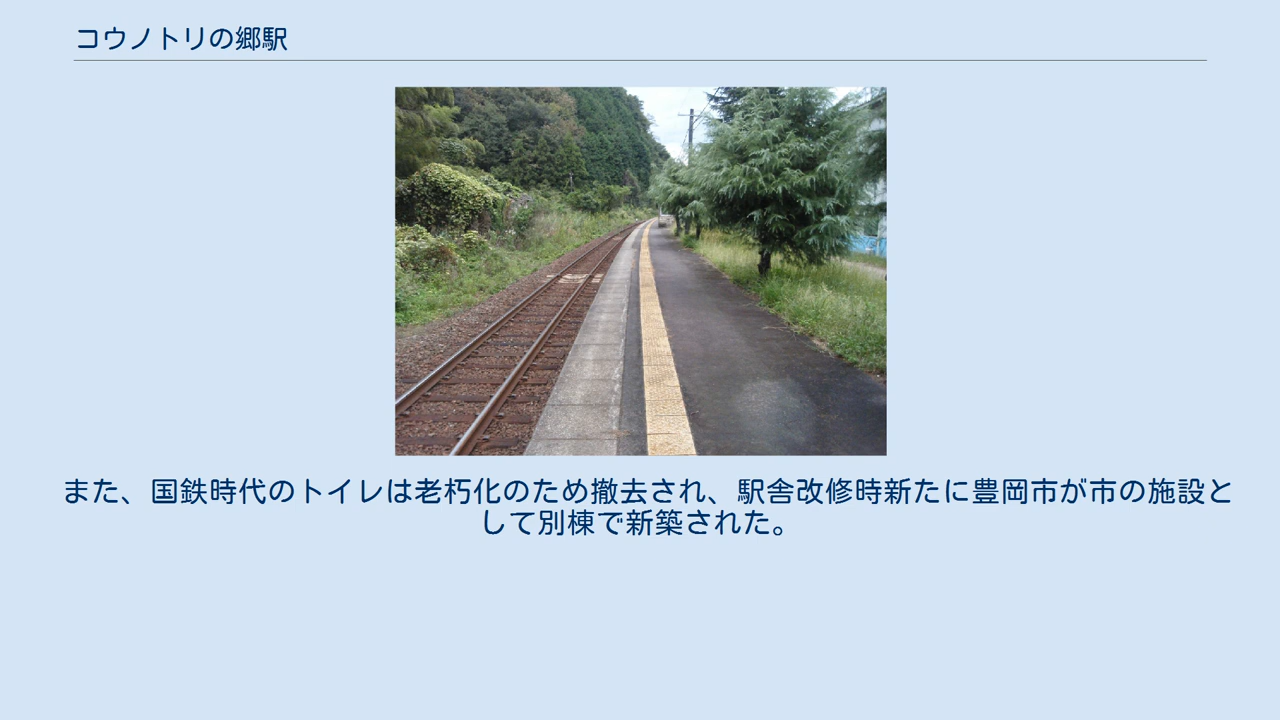 コウノトリの郷駅
また、国鉄時代のトイレは老朽化のため撤去され、駅舎改修時新たに豊岡市が市の施設と
して別棟で新築された。